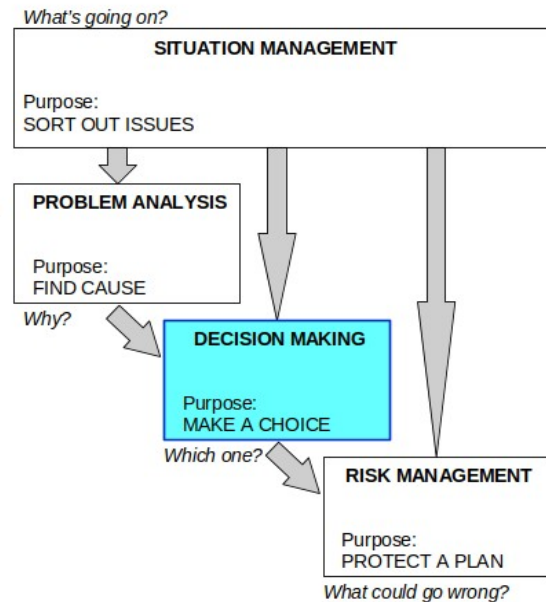 What's going on?
SITUATION MANAGEMENT
Purpose:
SORT OUT ISSUES
PROBLEM ANALYSIS
Purpose:
FIND CAUSE
Why?
DECISION MAKING
Purpose:
MAKE A CHOICE
Which one?
RISK MANAGEMENT
Purpose:
PROTECT A PLAN
What could go wrong?